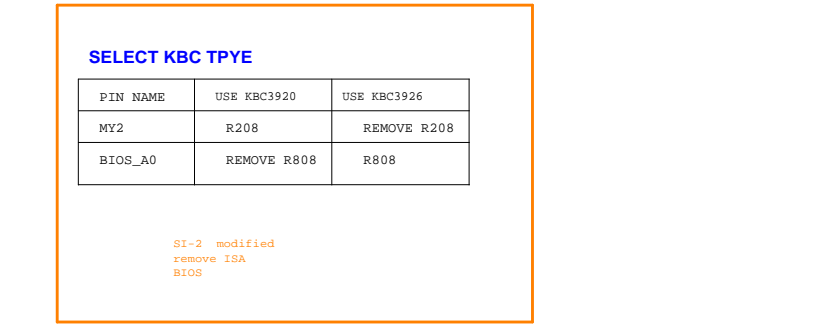 SELECT KBC TPYE
PIN NAME USE KBC3920 USE KBC3926
MY2 R208 REMOVE R208
BIOS_A0 REMOVE R808 R808
SI-2 modified
remove ISA
BIOS